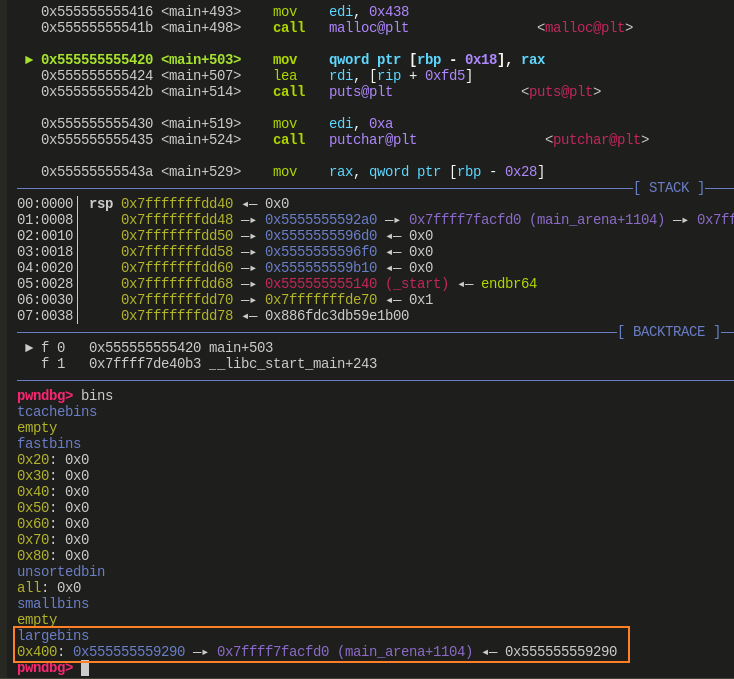 0x555555555416 <main+493> mov edi, 0x438
0x55555555541b <main+498> call malloc@plt <malloc@plt>
► 0x555555555420 <main+503> mov qword ptr [rbp - 0x18], rax
0x555555555424 <main+507> lea rdi, [rip + 0xfd5]
0x55555555542b <main+514> call puts@plt <puts@plt>
0x555555555430 <main+519> mov edi, 0xa
0x555555555435 <main+524> call putchar@plt <putchar@plt>
0x55555555543a <main+529> mov rax, qword ptr [rbp - 0x28]
[ STACK ]
00:0000│ rsp 0x7fffffffdd40 ◂— 0x0
01:0008│ 0x7fffffffdd48 —▸ 0x5555555592a0 —▸ 0x7ffff7facfd0 (main_arena+1104) —▸ 0x7ff
02:0010│ 0x7fffffffdd50 —▸ 0x5555555596d0 ◂— 0x0
03:0018│ 0x7fffffffdd58 —▸ 0x5555555596f0 ◂— 0x0
04:0020│ 0x7fffffffdd60 —▸ 0x555555559b10 ◂— 0x0
05:0028│ 0x7fffffffdd68 —▸ 0x555555555140 (_start) ◂— endbr64
06:0030│ 0x7fffffffdd70 —▸ 0x7fffffffde70 ◂— 0x1
07:0038│ 0x7fffffffdd78 ◂— 0x886fdc3db59e1b00
[ BACKTRACE ]
► f 0 0x555555555420 main+503
f 1 0x7ffff7de40b3 __libc_start_main+243
pwndbg> bins
tcachebins
empty
fastbins
0x20: 0x0
0x30: 0x0
0x40: 0x0
0x50: 0x0
0x60: 0x0
0x70: 0x0
0x80: 0x0
unsortedbin
all: 0x0
smallbins
empty
largebins
0x400: 0x555555559290 —▸ 0x7ffff7facfd0 (main_arena+1104) ◂— 0x555555559290
pwndbg>